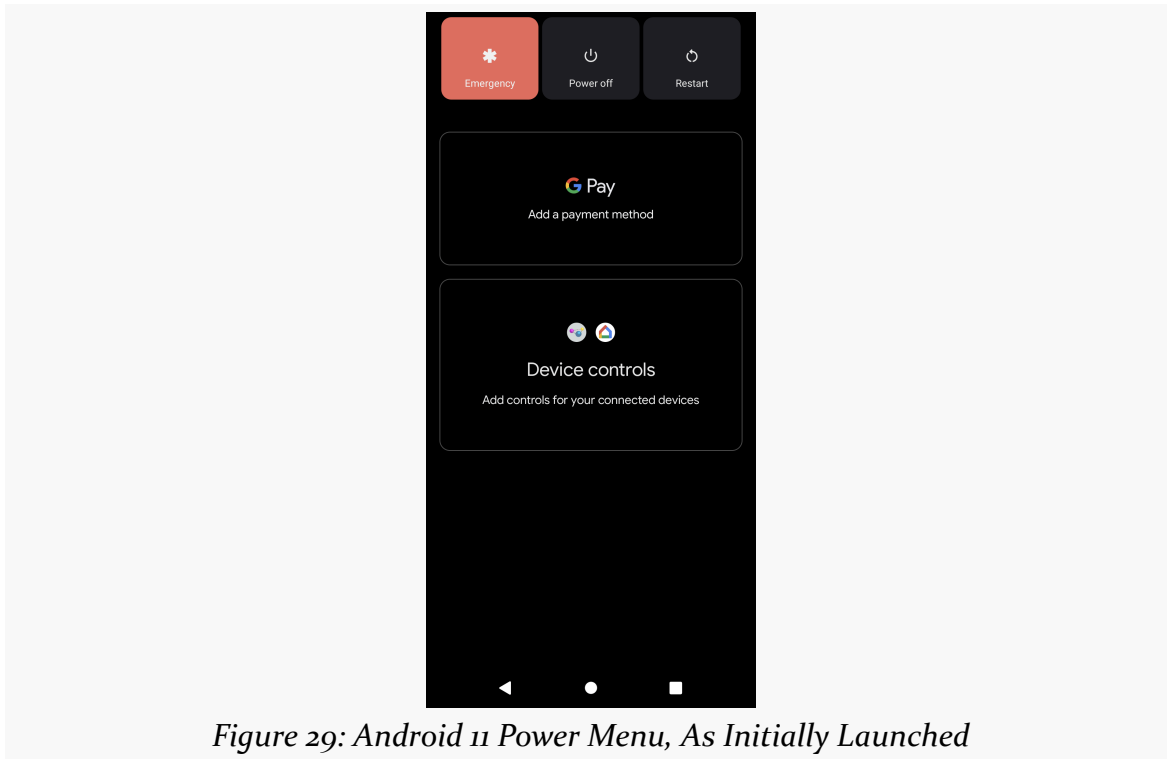 Emergency
Power off
Restart
G Pay
Add a payment method
Device controls
Add controls for your connected devices
Figure 29: Android 11 Power Menu, As Initially Launched